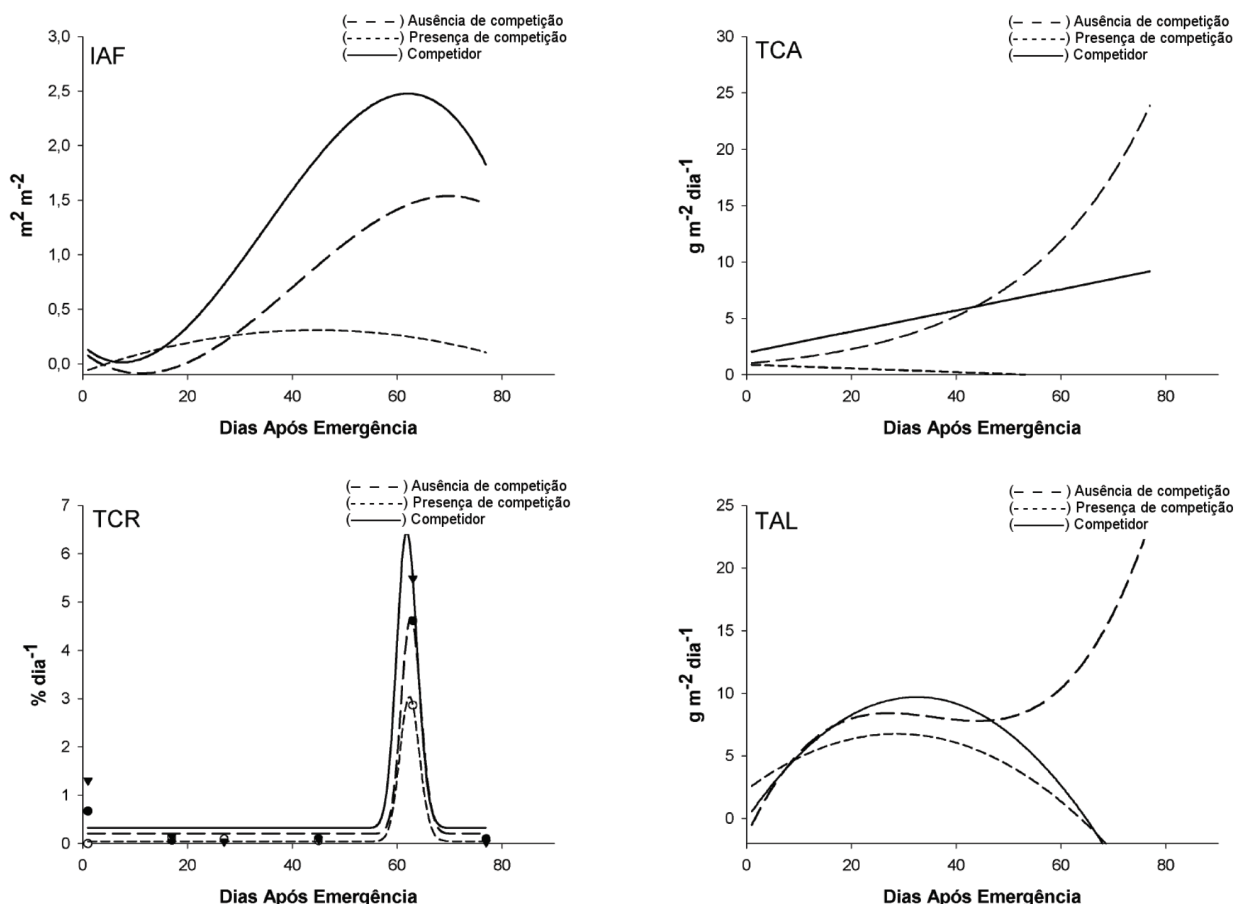 (— — —) Ausência de competição
(------) Presença de competição
(———) Competidor
IAF
3,0
2,5
2,0
1,5
1,0
0,5
0,0
m² m⁻²
0 20 40 60 80
Dias Após Emergência
(— — —) Ausência de competição
(------) Presença de competição
(———) Competidor
TCA
30
25
20
15
10
5
0
g m⁻² dia⁻¹
0 20 40 60 80
Dias Após Emergência
(— — —) Ausência de competição
(------) Presença de competição
(———) Competidor
TCR
7
6
5
4
3
2
1
0
% dia⁻¹
0 20 40 60 80
Dias Após Emergência
(— — —) Ausência de competição
(------) Presença de competição
(———) Competidor
TAL
25
20
15
10
5
0
g m⁻² dia⁻¹
0 20 40 60 80
Dias Após Emergência